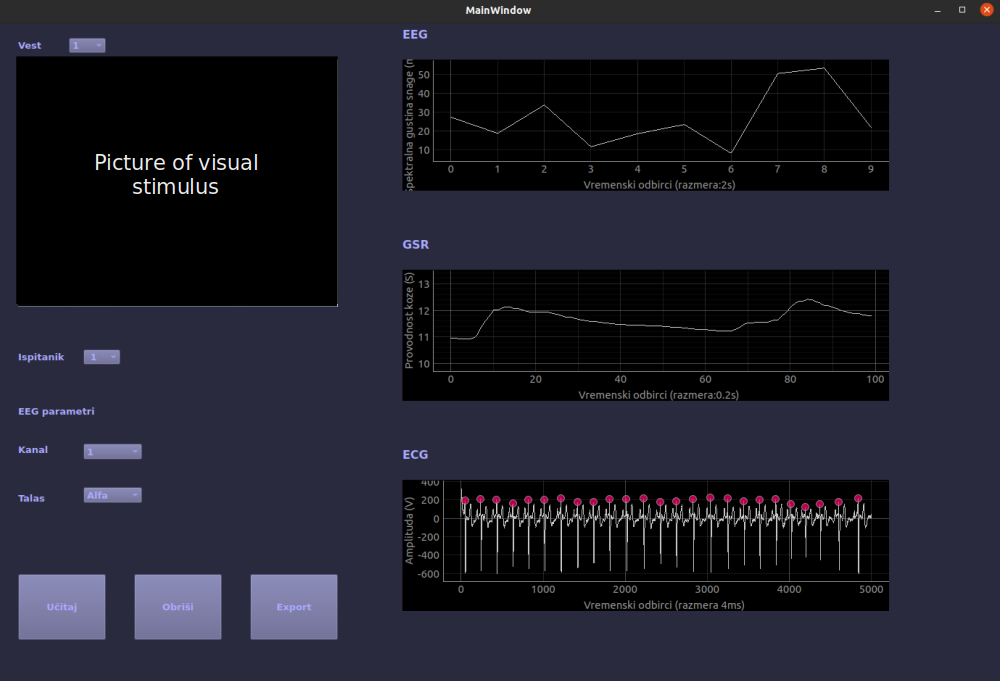 MainWindow
Vest 1
Picture of visual
stimulus
Ispitanik 1
EEG parametri
Kanal 1
Talas Alfa
Učitaj Obriši Export
EEG
gustina snage
50
40
30
20
10
0 1 2 3 4 5 6 7 8 9
Vremenski odbirci (razmera:2s)
GSR
Provodnost koze (S)
13
12
11
10
0 20 40 60 80 100
Vremenski odbirci (razmera:0.2s)
ECG
Amplituda (V)
400
200
0
-200
-400
-600
0 1000 2000 3000 4000 5000
Vremenski odbirci (razmera 4ms)